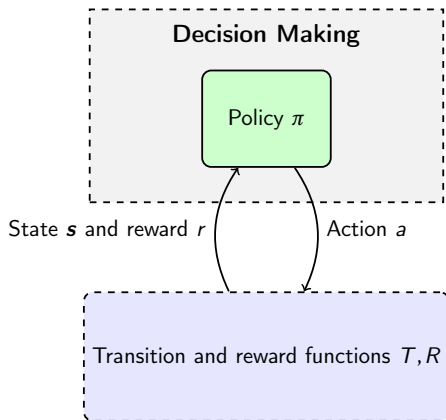 Decision Making
Policy π
State s and reward r
Action a
Transition and reward functions T, R